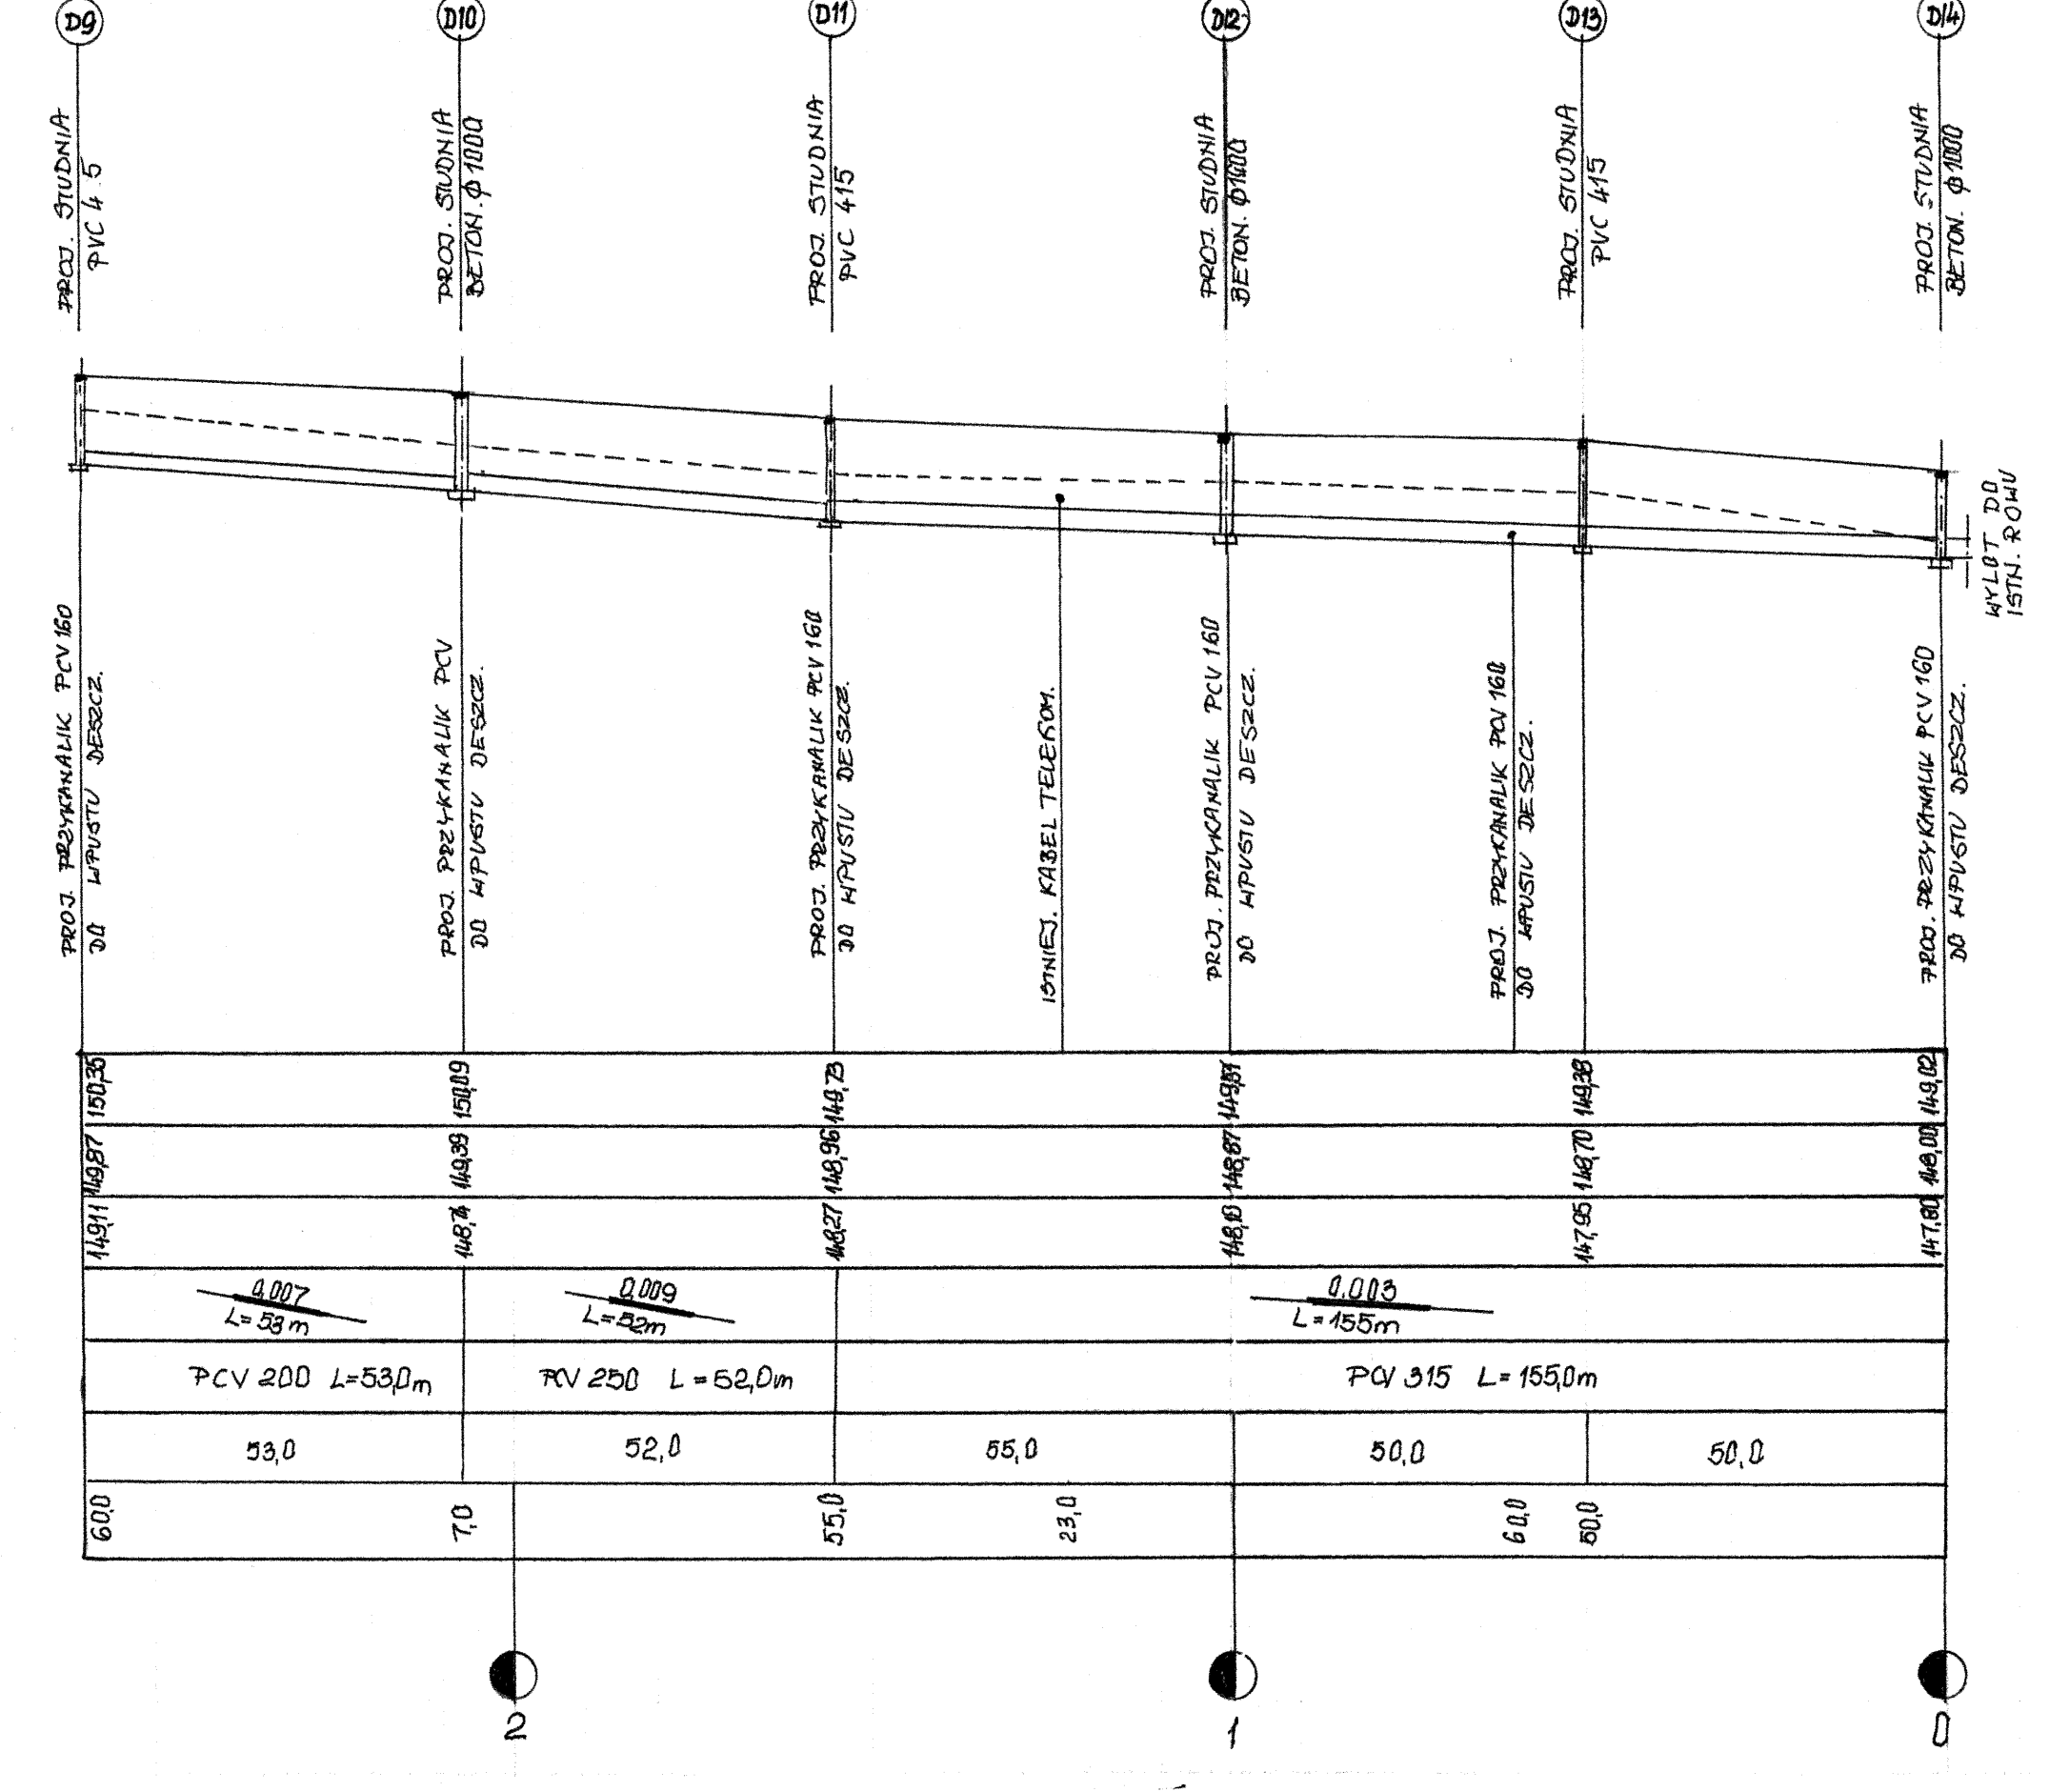 D9
D10
D11
D12
D13
D14
PROJ. STUDNIA
PVC 4 5
PROJ. STUDNIA
BETON. ϕ1000
PROJ. STUDNIA
PVC 415
PROJ. STUDNIA
BETON.
PROJ. STUDNIA
PVC 415
PROJ. STUDNIA
BETON. ϕ1000
WYLOT DO
ISTN. ROWU
PROJ. PRZYKANALIK PCV 160
DO WPUSTU DESZCZ.
PROJ. PRZYKANALIK PCV
DO WPUSTU DESZCZ.
PROJ. PRZYKANALIK PCV 160
DO WPUSTU DESZCZ.
ISTNIEJ. KABEL TELEKOM.
PROJ. PRZYKANALIK PCV 160
DO WPUSTU DESZCZ.
PROJ. PRZYKANALIK PCV 160
DO WPUSTU DESZCZ.
PROJ. PRZYKANALIK PCV 160
DO WPUSTU DESZCZ.
150,35
150,09
149,73
149,38
149,02
149,87
149,39
148,96
148,87
148,70
148,00
149,11
148,74
148,27
148,10
147,95
147,80
0,007
L=53m
0,009
L=52m
0.003
L=155m
PCV 200 L=53,0m
PCV 250 L=52,0m
PCV 315 L=155,0m
53,0
52,0
55,0
50,0
50,0
60,0
7,0
55,0
23,0
60,0
50,0
2
1
0